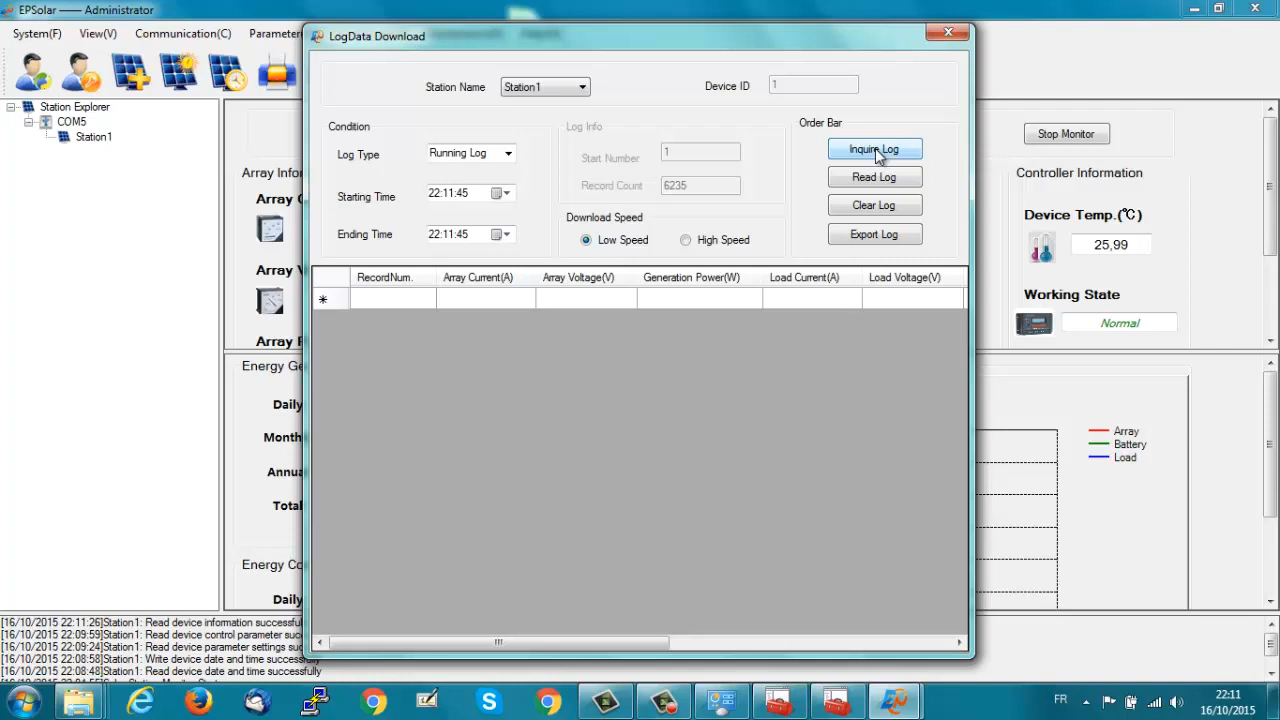 EPSolar —— Administrator
System(F) View(V) Communication(C) Parameter
LogData Download
Station Name Station1 Device ID 1
Condition
Log Type Running Log
Starting Time 22:11:45
Ending Time 22:11:45
Log Info
Start Number 1
Record Count 6235
Download Speed
Low Speed High Speed
Order Bar
Inquire Log
Read Log
Clear Log
Export Log
RecordNum. Array Current(A) Array Voltage(V) Generation Power(W) Load Current(A) Load Voltage(V)
Station Explorer
COM5
Station1
Array Infor
Array
Array V
Array
Energy Ge
Daily
Month
Annua
Total
Energy Co
Daily
Stop Monitor
Controller Information
Device Temp.(℃)
25,99
Working State
Normal
Array
Battery
Load
[16/10/2015 22:11:26]Station1: Read device information successfu
[16/10/2015 22:09:59]Station1: Read device control parameter succ
[16/10/2015 22:09:24]Station1: Read device parameter settings su
[16/10/2015 22:08:58]Station1: Write device date and time successfully
[16/10/2015 22:08:48]Station1: Read device date and time successfully
FR
22:11
16/10/2015